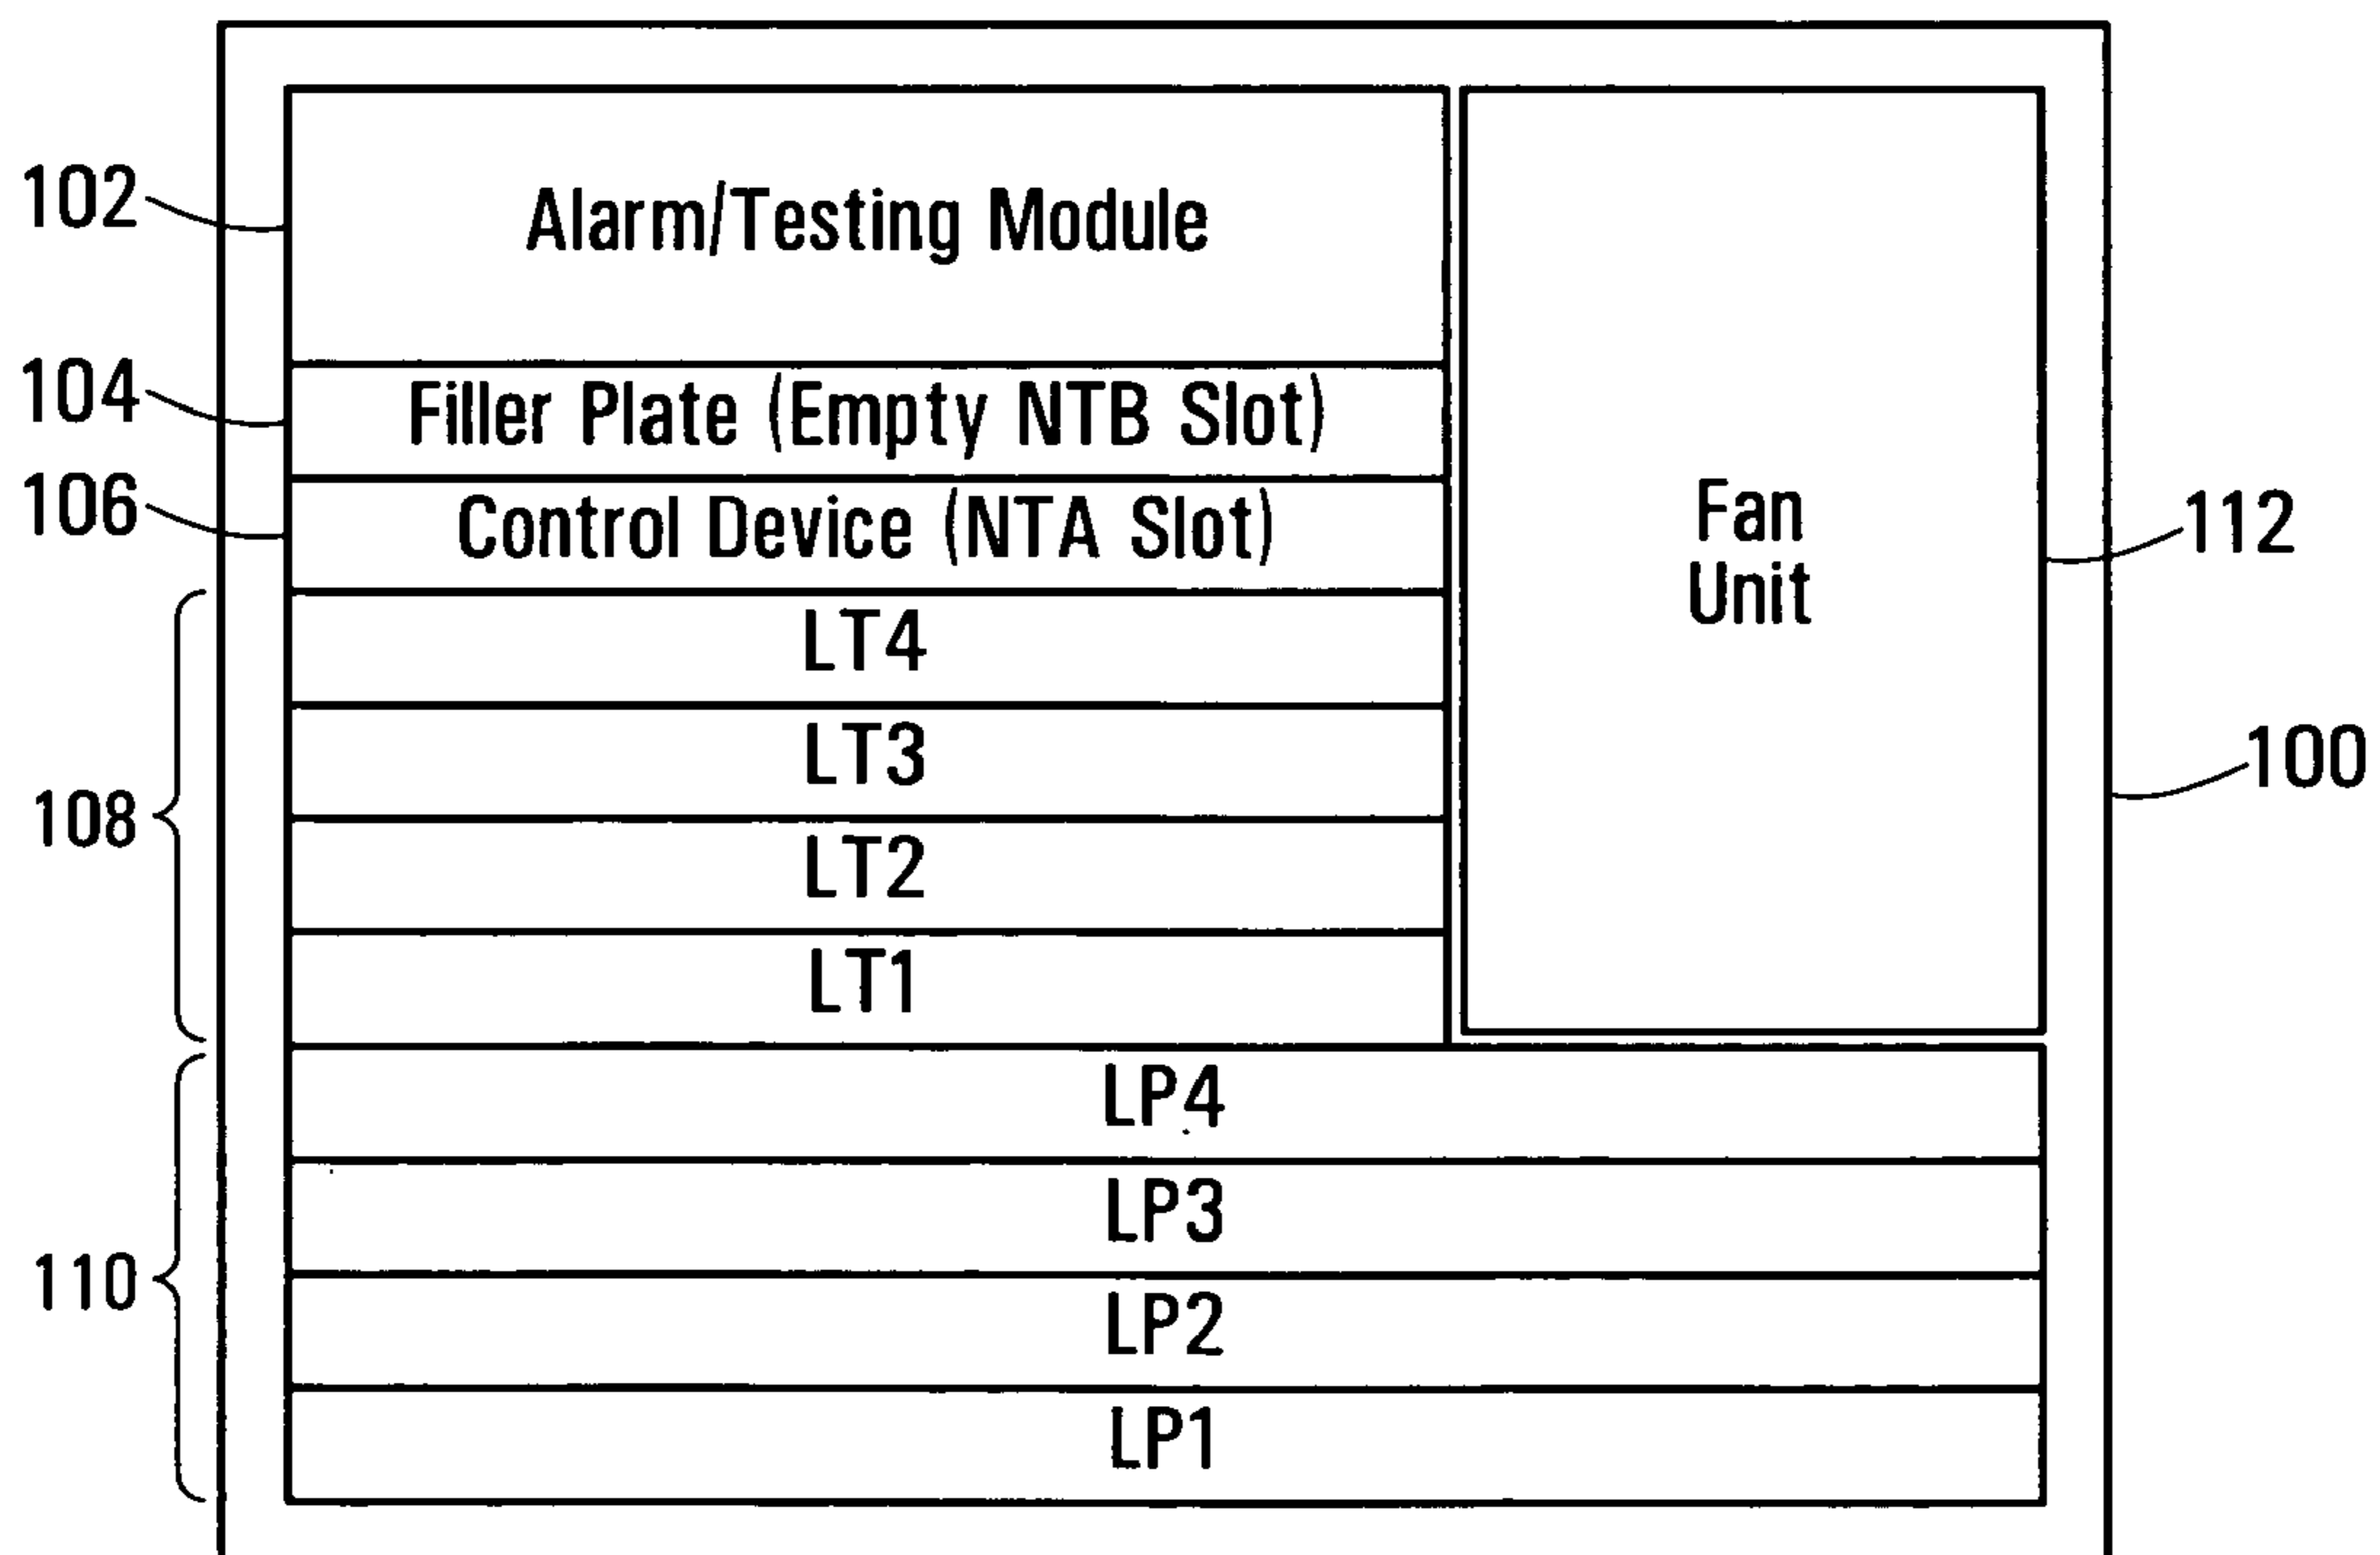 102
Alarm/Testing Module
104
Filler Plate (Empty NTB Slot)
106
Control Device (NTA Slot)
Fan
Unit
112
LT4
LT3
100
108
LT2
LT1
LP4
LP3
110
LP2
LP1